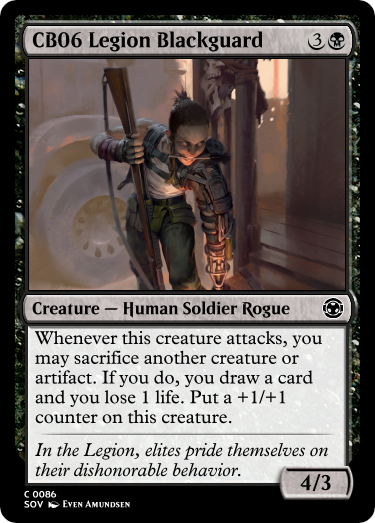 CB06 Legion Blackguard 3
Creature — Human Soldier Rogue
Whenever this creature attacks, you
may sacrifice another creature or
artifact. If you do, you draw a card
and you lose 1 life. Put a +1/+1
counter on this creature.
In the Legion, elites pride themselves on
their dishonorable behavior.
4/3
C 0086
SOV Even Amundsen